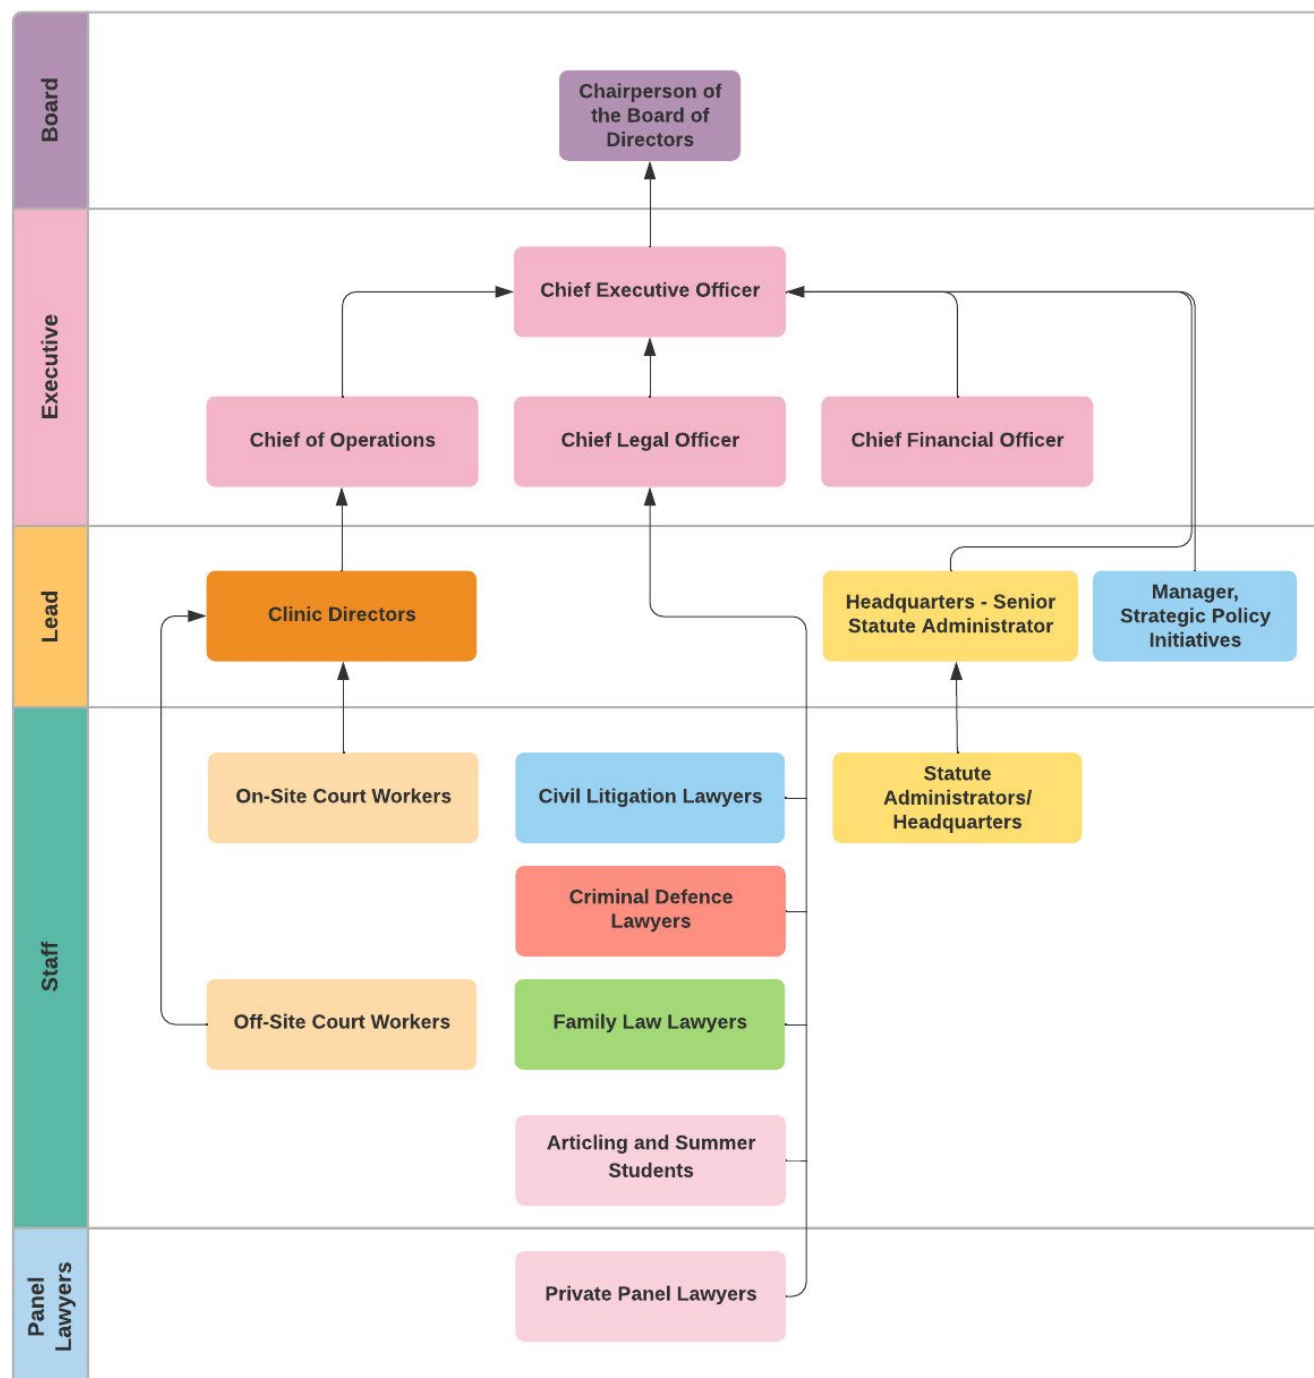 Board
Chairperson of
the Board of
Directors
Executive
Chief Executive Officer
Chief of Operations
Chief Legal Officer
Chief Financial Officer
Lead
Clinic Directors
Headquarters - Senior
Statute Administrator
Manager,
Strategic Policy
Initiatives
Staff
On-Site Court Workers
Civil Litigation Lawyers
Statute
Administrators/
Headquarters
Criminal Defence
Lawyers
Off-Site Court Workers
Family Law Lawyers
Articling and Summer
Students
Panel
Lawyers
Private Panel Lawyers